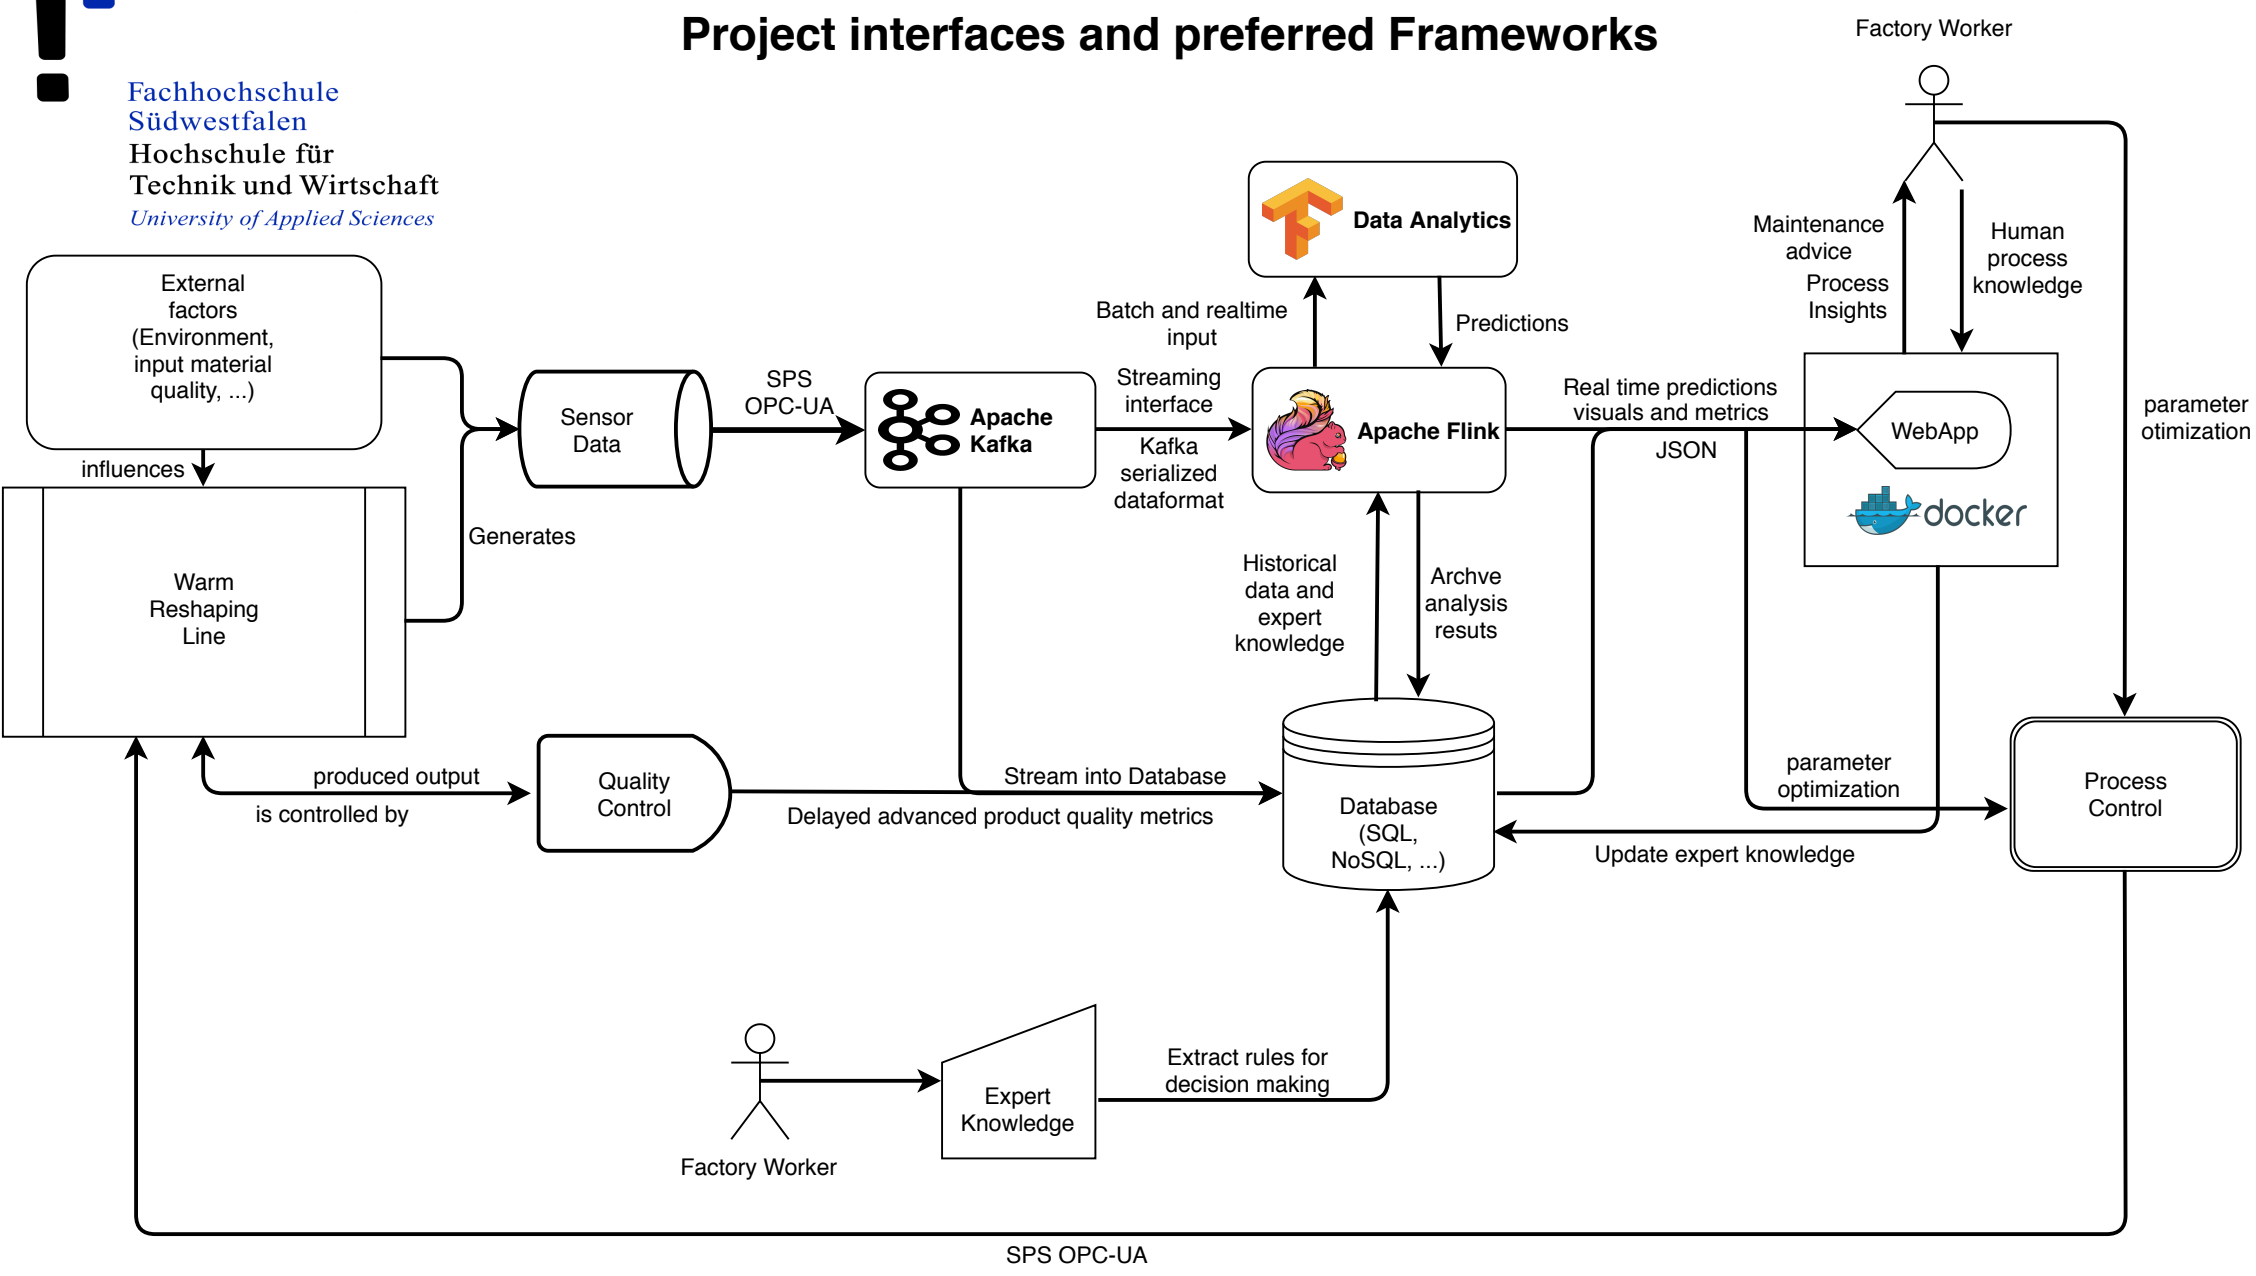 Project interfaces and preferred Frameworks
Factory Worker
Fachhochschule
Südwestfalen
Hochschule für
Technik und Wirtschaft
University of Applied Sciences
External
factors
(Environment,
input material
quality, ...)
influences
Warm
Reshaping
Line
Generates
Sensor
Data
SPS
OPC-UA
Apache
Kafka
Streaming
interface
Kafka
serialized
dataformat
Data Analytics
Batch and realtime
input
Predictions
Apache Flink
Real time predictions
visuals and metrics
JSON
Maintenance
advice
Process
Insights
Human
process
knowledge
WebApp
docker
parameter
otimization
Historical
data and
expert
knowledge
Archve
analysis
resuts
produced output
is controlled by
Quality
Control
Stream into Database
Delayed advanced product quality metrics
Database
(SQL,
NoSQL, ...)
parameter
optimization
Update expert knowledge
Process
Control
Factory Worker
Expert
Knowledge
Extract rules for
decision making
SPS OPC-UA